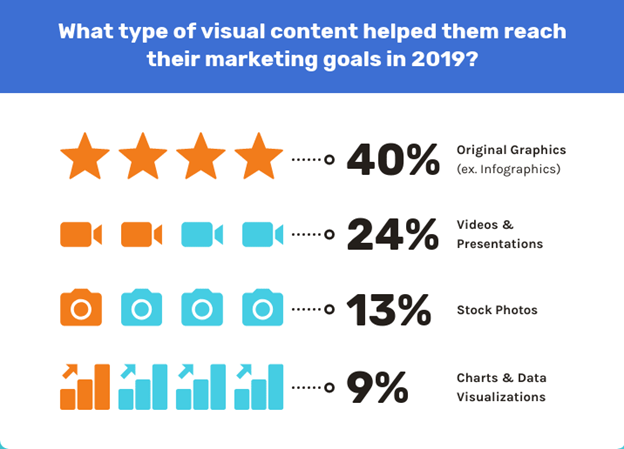 What type of visual content helped them reach
their marketing goals in 2019?
40%
Original Graphics
(ex. Infographics)
24%
Videos &
Presentations
13%
Stock Photos
9%
Charts & Data
Visualizations